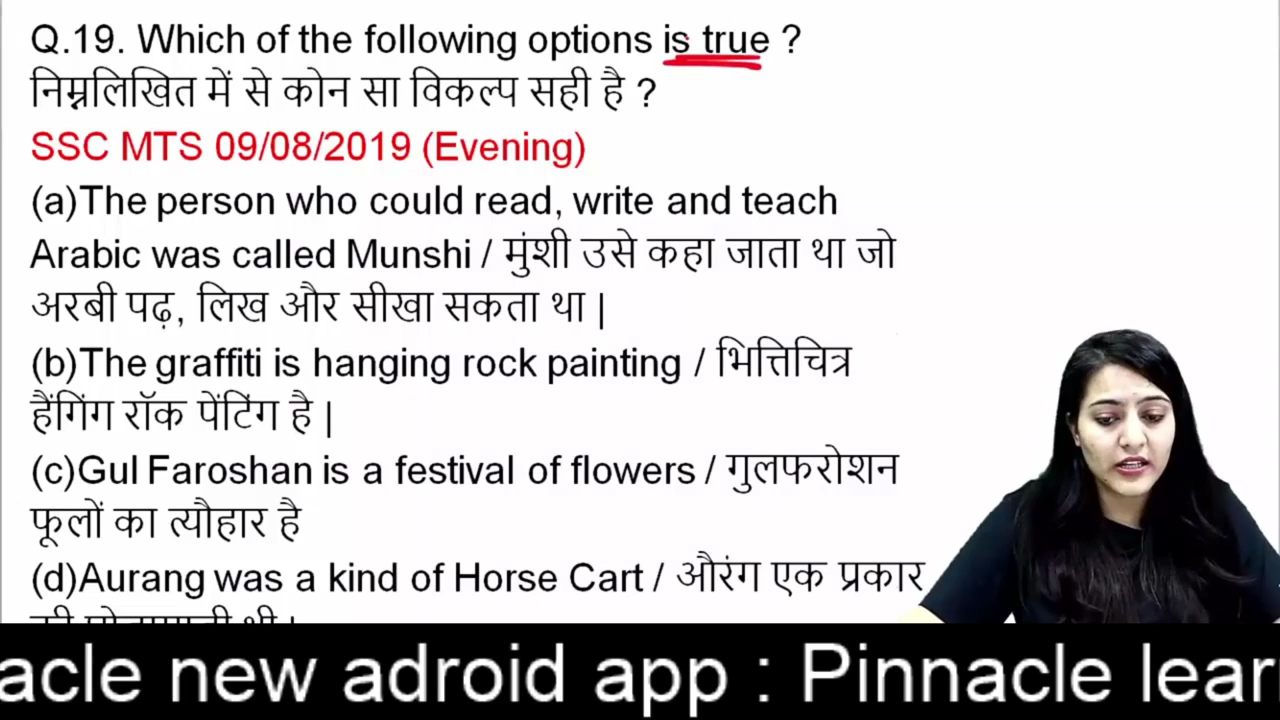 Q.19. Which of the following options is true ?
निम्नलिखित में से कोन सा विकल्प सही है ?
SSC MTS 09/08/2019 (Evening)
(a)The person who could read, write and teach
Arabic was called Munshi / मुंशी उसे कहा जाता था जो
अरबी पढ़, लिख और सीखा सकता था |
(b)The graffiti is hanging rock painting / भित्तिचित्र
हैंगिंग रॉक पेंटिंग है |
(c)Gul Faroshan is a festival of flowers / गुलफरोशन
फूलों का त्यौहार है
(d)Aurang was a kind of Horse Cart / औरंग एक प्रकार
acle new adroid app : Pinnacle lear